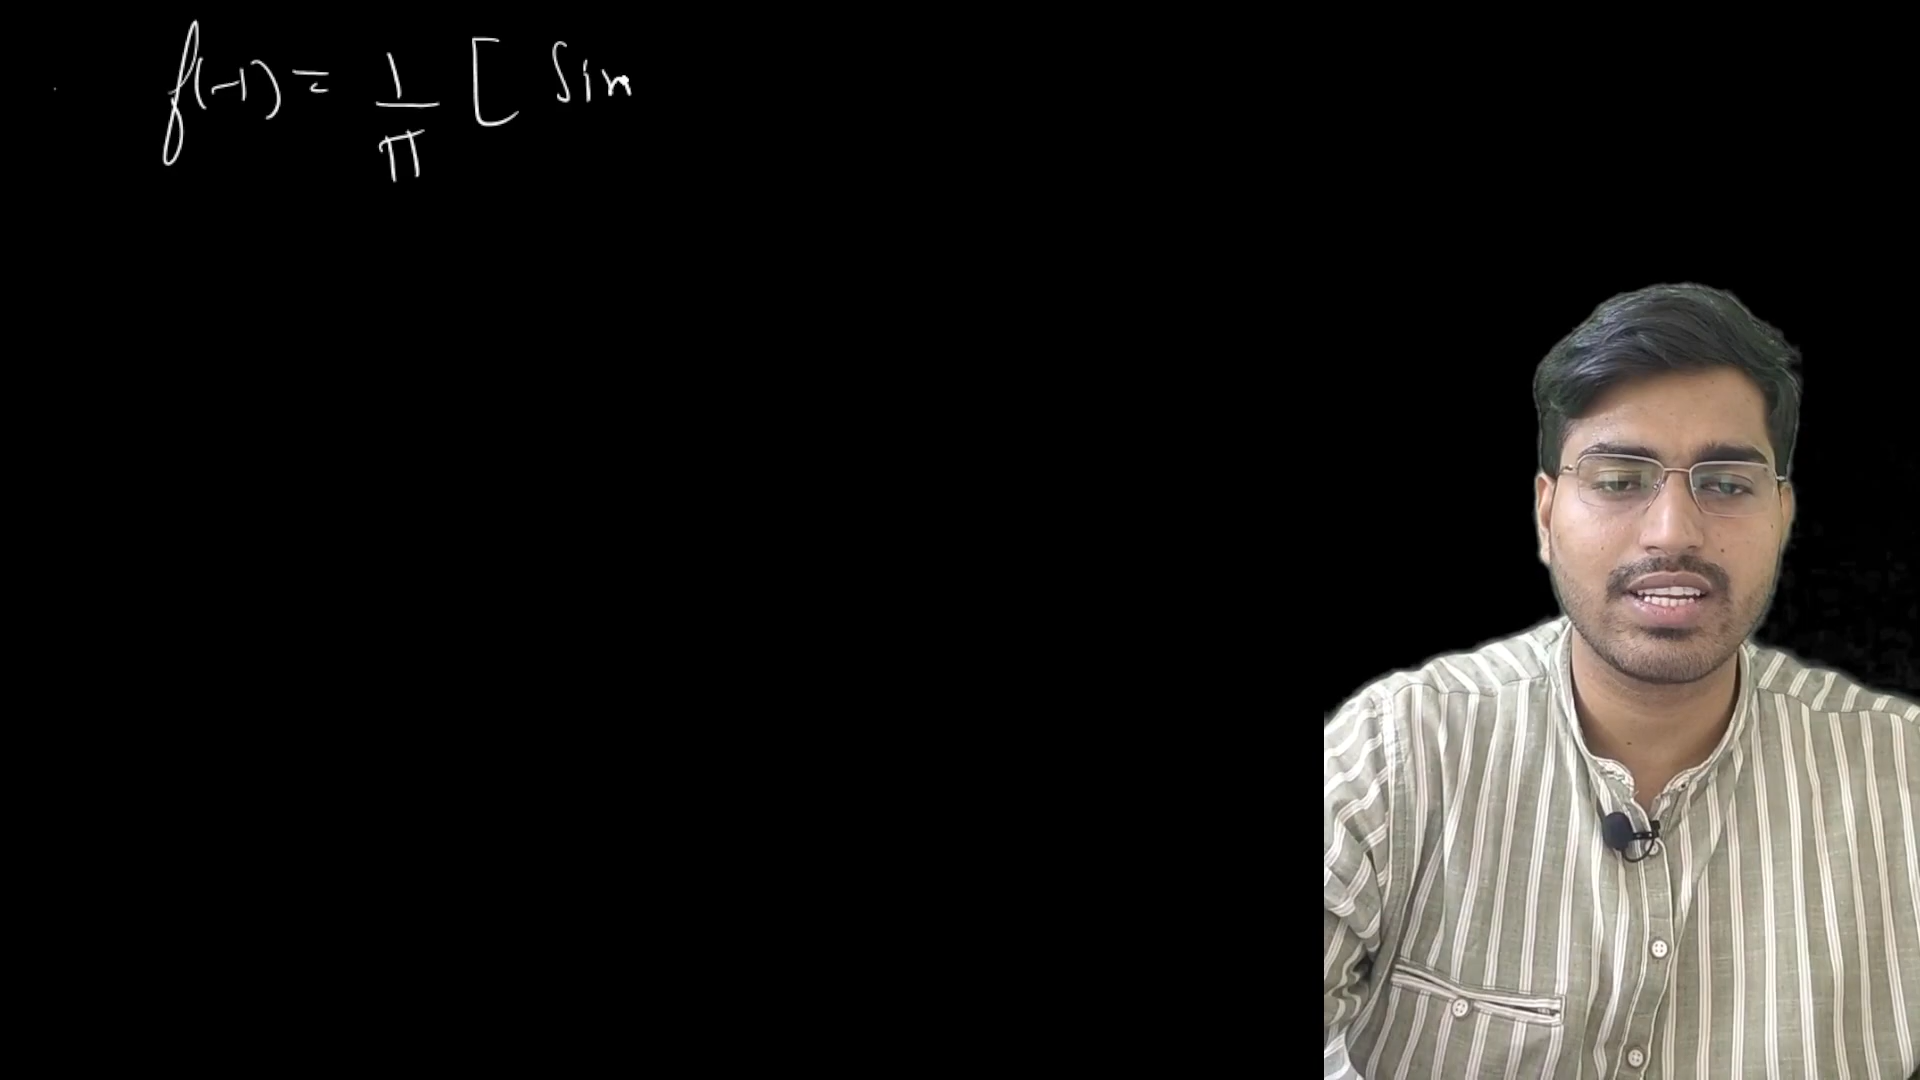 f(-1) = 1/π [ Sin